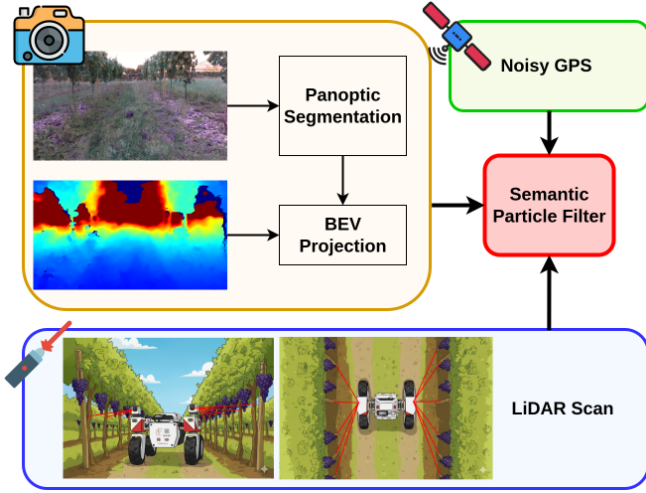 Panoptic
Segmentation
BEV
Projection
Noisy GPS
Semantic
Particle Filter
LiDAR Scan